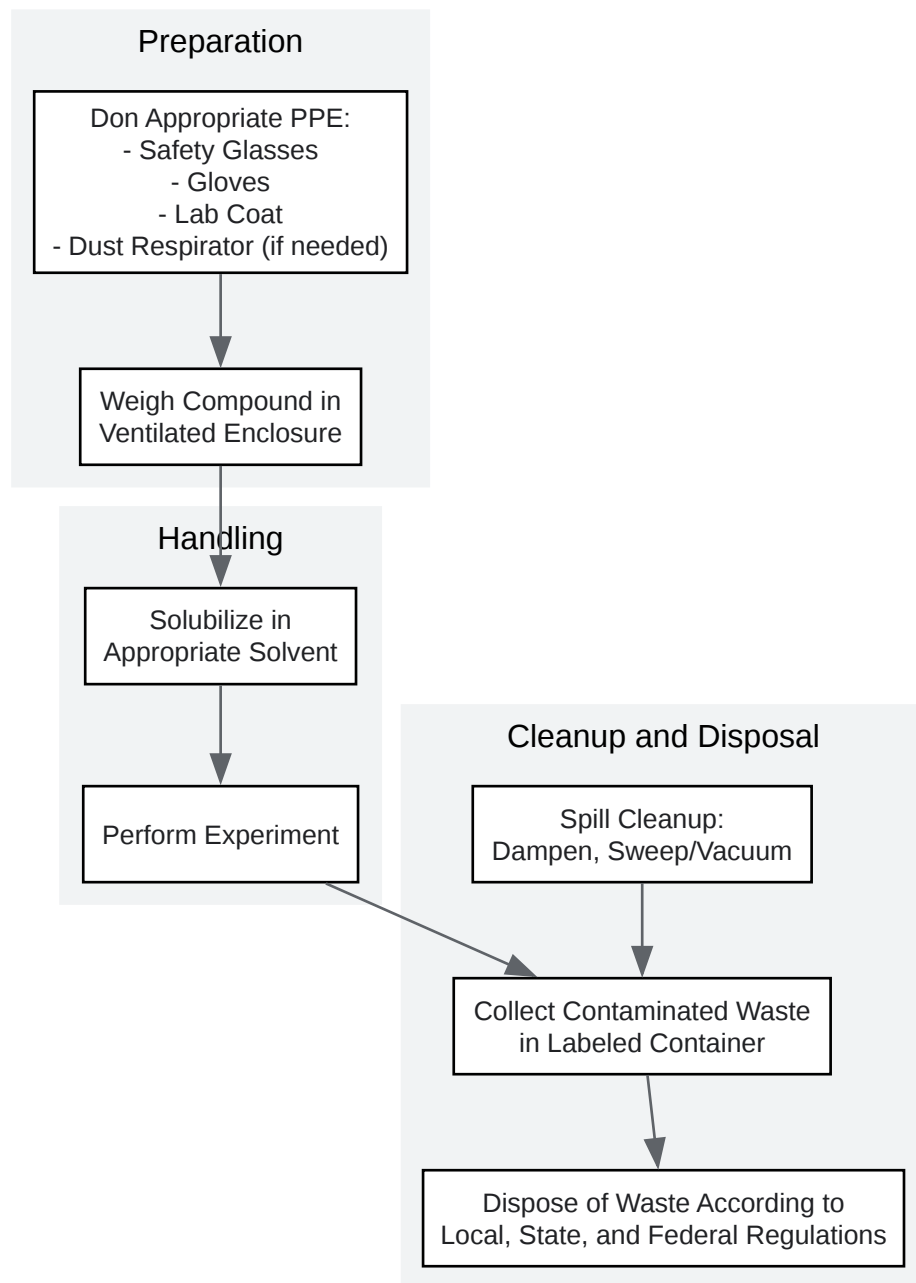 Preparation
Don Appropriate PPE:
- Safety Glasses
- Gloves
- Lab Coat
- Dust Respirator (if needed)
Weigh Compound in
Ventilated Enclosure
Handling
Solubilize in
Appropriate Solvent
Perform Experiment
Cleanup and Disposal
Spill Cleanup:
Dampen, Sweep/Vacuum
Collect Contaminated Waste
in Labeled Container
Dispose of Waste According to
Local, State, and Federal Regulations